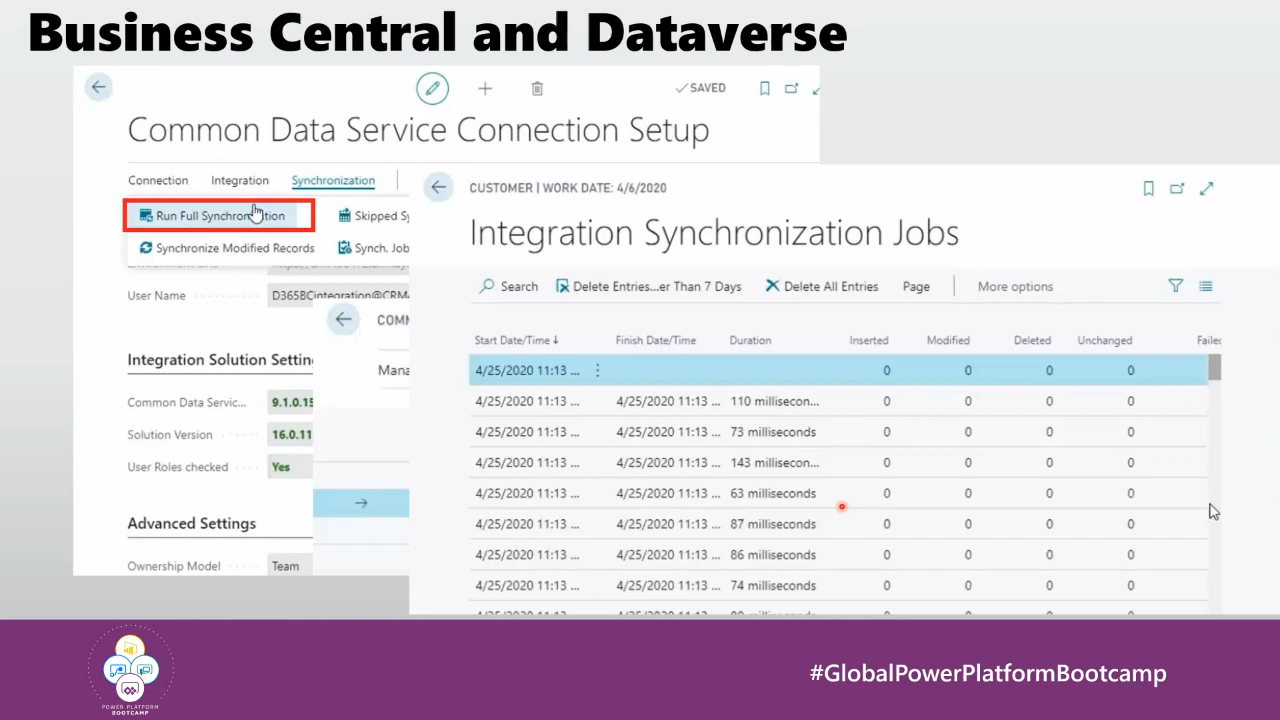 Business Central and Dataverse
SAVED
Common Data Service Connection Setup
Connection Integration Synchronization
Run Full Synchronization Skipped Sy
Synchronize Modified Records Synch. Job
User Name D365BCintegration@CRM
Integration Solution Settin
Common Data Servic... 9.1.0.15
Solution Version 16.0.11
User Roles checked Yes
Advanced Settings
Ownership Model Team
COMM
Mana
CUSTOMER | WORK DATE: 4/6/2020
Integration Synchronization Jobs
Search Delete Entries...er Than 7 Days Delete All Entries Page More options
Start Date/Time ↓ Finish Date/Time Duration Inserted Modified Deleted Unchanged Failed
4/25/2020 11:13 ... 0 0 0 0
4/25/2020 11:13 ... 4/25/2020 11:13 ... 110 millisecon... 0 0 0 0
4/25/2020 11:13 ... 4/25/2020 11:13 ... 73 milliseconds 0 0 0 0
4/25/2020 11:13 ... 4/25/2020 11:13 ... 143 millisecon... 0 0 0 0
4/25/2020 11:13 ... 4/25/2020 11:13 ... 63 milliseconds 0 0 0 0
4/25/2020 11:13 ... 4/25/2020 11:13 ... 87 milliseconds 0 0 0 0
4/25/2020 11:13 ... 4/25/2020 11:13 ... 86 milliseconds 0 0 0 0
4/25/2020 11:13 ... 4/25/2020 11:13 ... 74 milliseconds 0 0 0 0
POWER PLATFORM
BOOTCAMP
#GlobalPowerPlatformBootcamp